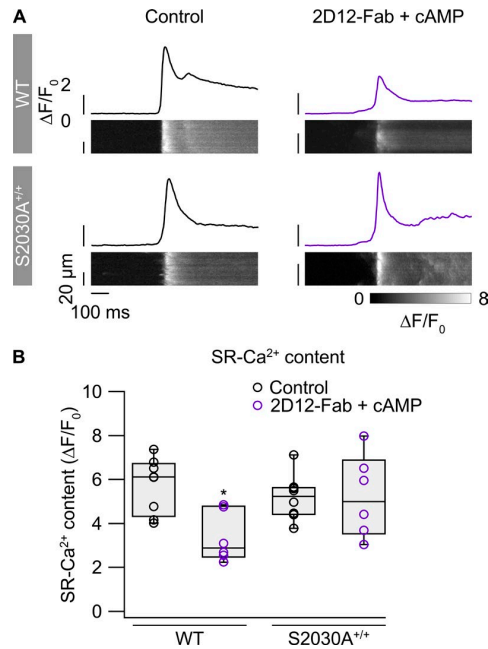 A
Control
2D12-Fab + cAMP
WT
2
ΔF/F0
0
S2030A+/+
20 µm
100 ms
0
8
ΔF/F0
B
SR-Ca2+ content
Control
2D12-Fab + cAMP
SR-Ca2+ content (ΔF/F0)
10
8
6
4
2
0
*
WT
S2030A+/+